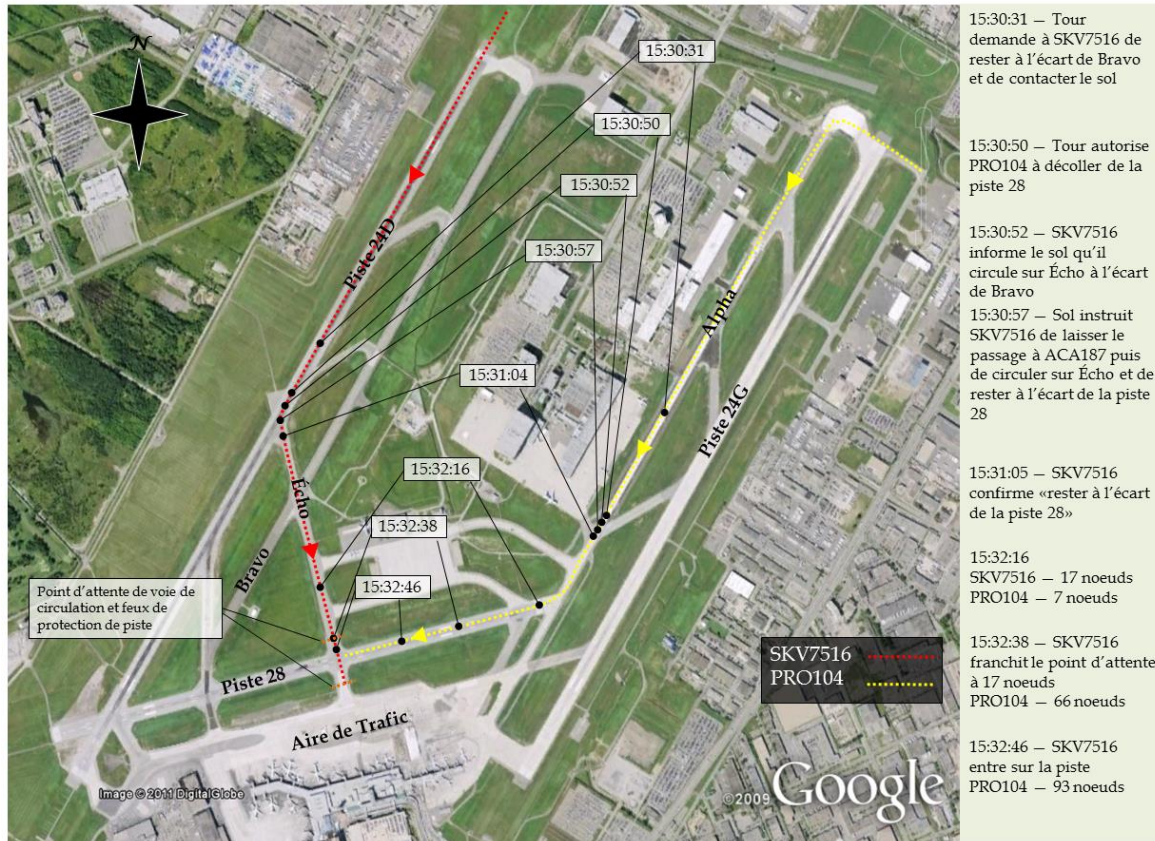 N
15:30:31
15:30:50
15:30:52
15:30:57
15:31:04
15:32:16
15:32:38
15:32:46
Piste 24D
Alpha
Piste 24G
Écho
Bravo
Point d'attente de voie de
circulation et feux de
protection de piste
Piste 28
Aire de Trafic
SKV7516
PRO104
Image © 2011 DigitalGlobe
©2009 Google
15:30:31 — Tour
demande à SKV7516 de
rester à l'écart de Bravo
et de contacter le sol
15:30:50 — Tour autorise
PRO104 à décoller de la
piste 28
15:30:52 — SKV7516
informe le sol qu'il
circule sur Écho à l'écart
de Bravo
15:30:57 — Sol instruit
SKV7516 de laisser le
passage à ACA187 puis
de circuler sur Écho et de
rester à l'écart de la piste
28
15:31:05 — SKV7516
confirme «rester à l'écart
de la piste 28»
15:32:16
SKV7516 — 17 noeuds
PRO104 — 7 noeuds
15:32:38 — SKV7516
franchit le point d'attente
à 17 noeuds
PRO104 — 66 noeuds
15:32:46 — SKV7516
entre sur la piste
PRO104 — 93 noeuds